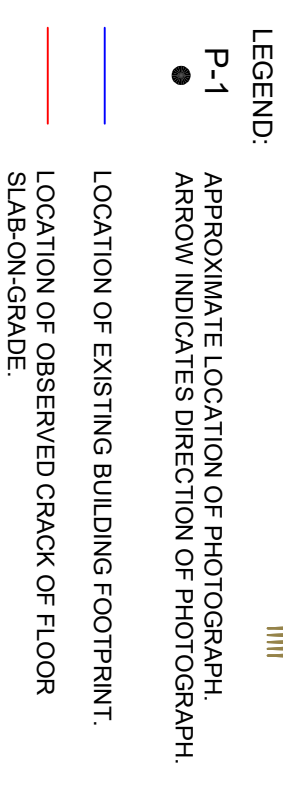 LEGEND:
P-1
APPROXIMATE LOCATION OF PHOTOGRAPH.
ARROW INDICATES DIRECTION OF PHOTOGRAPH.
LOCATION OF EXISTING BUILDING FOOTPRINT.
LOCATION OF OBSERVED CRACK OF FLOOR
SLAB-ON-GRADE.